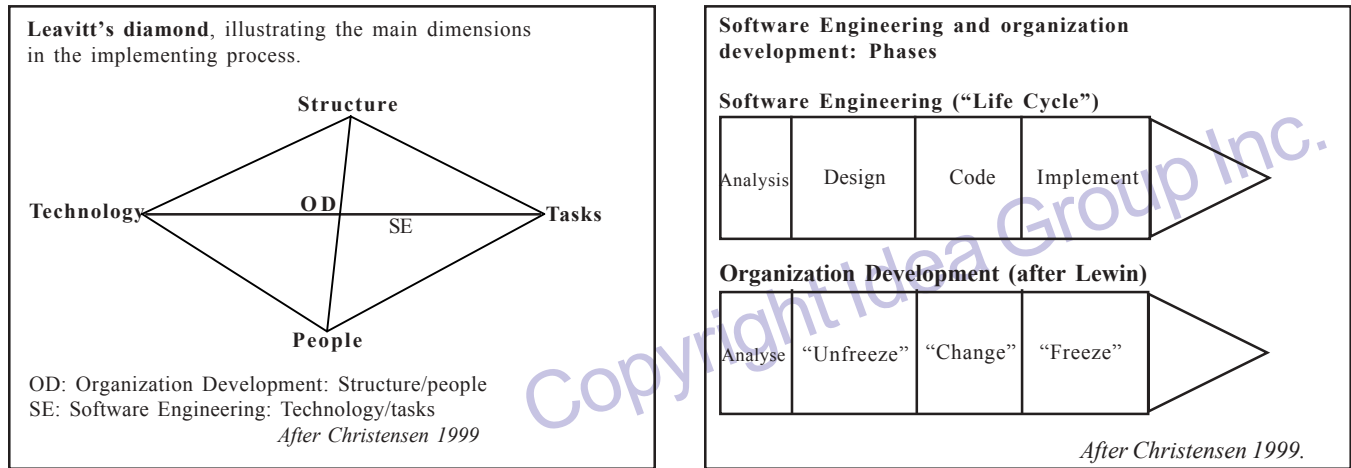 Leavitt's diamond, illustrating the main dimensions
in the implementing process.
Structure
Technology
OD
SE
Tasks
People
OD: Organization Development: Structure/people
SE: Software Engineering: Technology/tasks
After Christensen 1999
Software Engineering and organization
development: Phases
Software Engineering (“Life Cycle”)
Analysis Design Code Implement
Organization Development (after Lewin)
Analyse “Unfreeze” “Change” “Freeze”
After Christensen 1999.
Copyright Idea Group Inc.